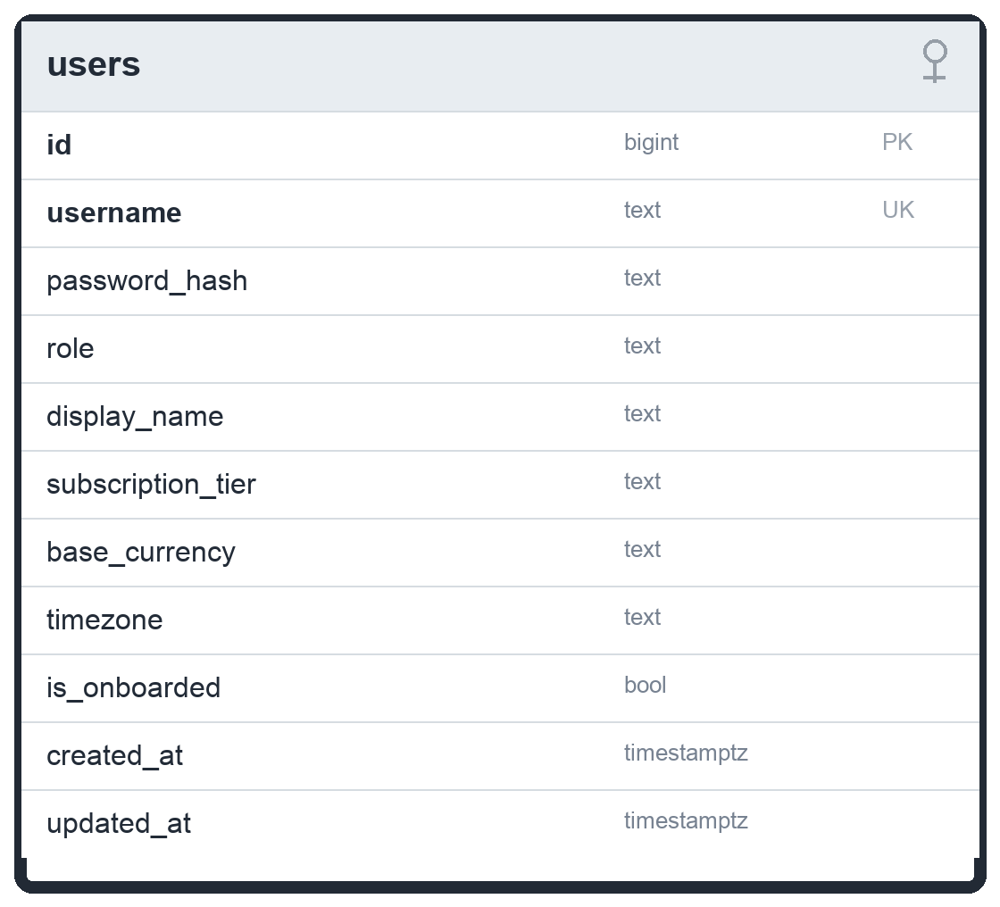 users
id bigint PK
username text UK
password_hash text
role text
display_name text
subscription_tier text
base_currency text
timezone text
is_onboarded bool
created_at timestamptz
updated_at timestamptz